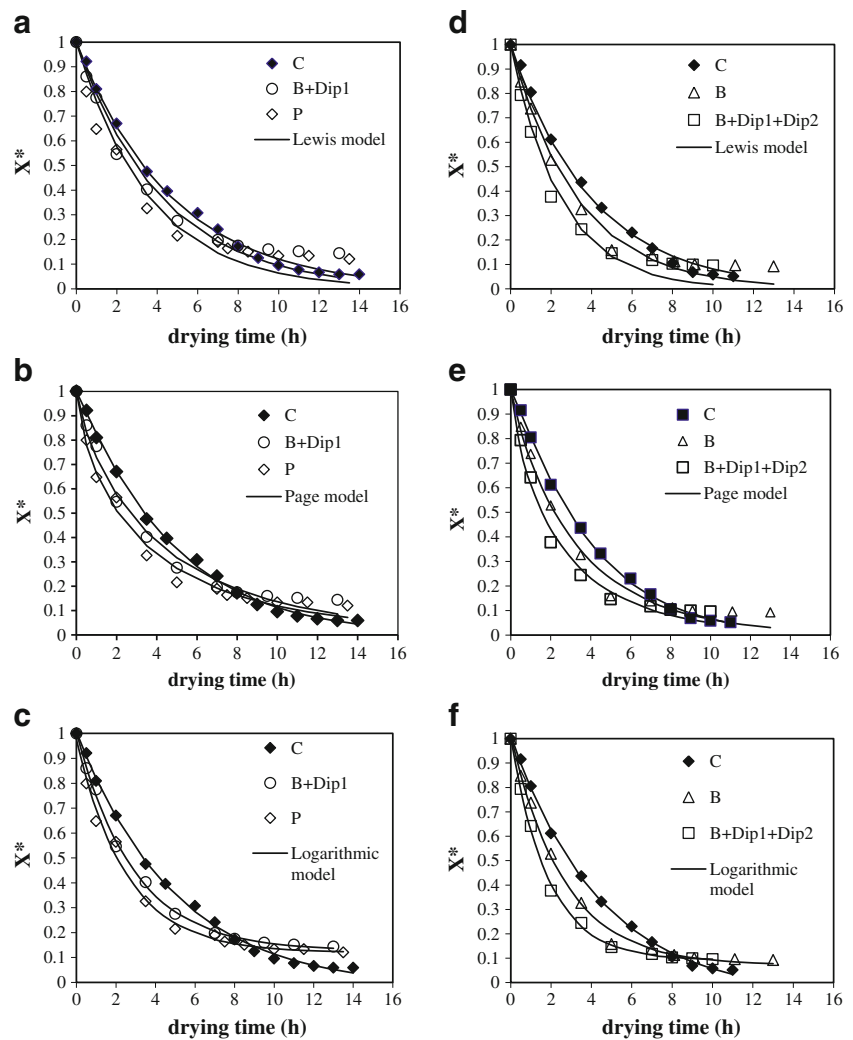 a
1
0.9
0.8
0.7
0.6
0.5
0.4
0.3
0.2
0.1
0
X*
C
B+Dip1
P
Lewis model
0 2 4 6 8 10 12 14 16
drying time (h)
d
1
0.9
0.8
0.7
0.6
0.5
0.4
0.3
0.2
0.1
0
X*
C
B
B+Dip1+Dip2
Lewis model
0 2 4 6 8 10 12 14 16
drying time (h)
b
1
0.9
0.8
0.7
0.6
0.5
0.4
0.3
0.2
0.1
0
X*
C
B+Dip1
P
Page model
0 2 4 6 8 10 12 14 16
drying time (h)
e
1
0.9
0.8
0.7
0.6
0.5
0.4
0.3
0.2
0.1
0
X*
C
B
B+Dip1+Dip2
Page model
0 2 4 6 8 10 12 14 16
drying time (h)
c
1
0.9
0.8
0.7
0.6
0.5
0.4
0.3
0.2
0.1
0
X*
C
B+Dip1
P
Logarithmic
model
0 2 4 6 8 10 12 14 16
drying time (h)
f
1
0.9
0.8
0.7
0.6
0.5
0.4
0.3
0.2
0.1
0
X*
C
B
B+Dip1+Dip2
Logarithmic
model
0 2 4 6 8 10 12 14 16
drying time (h)